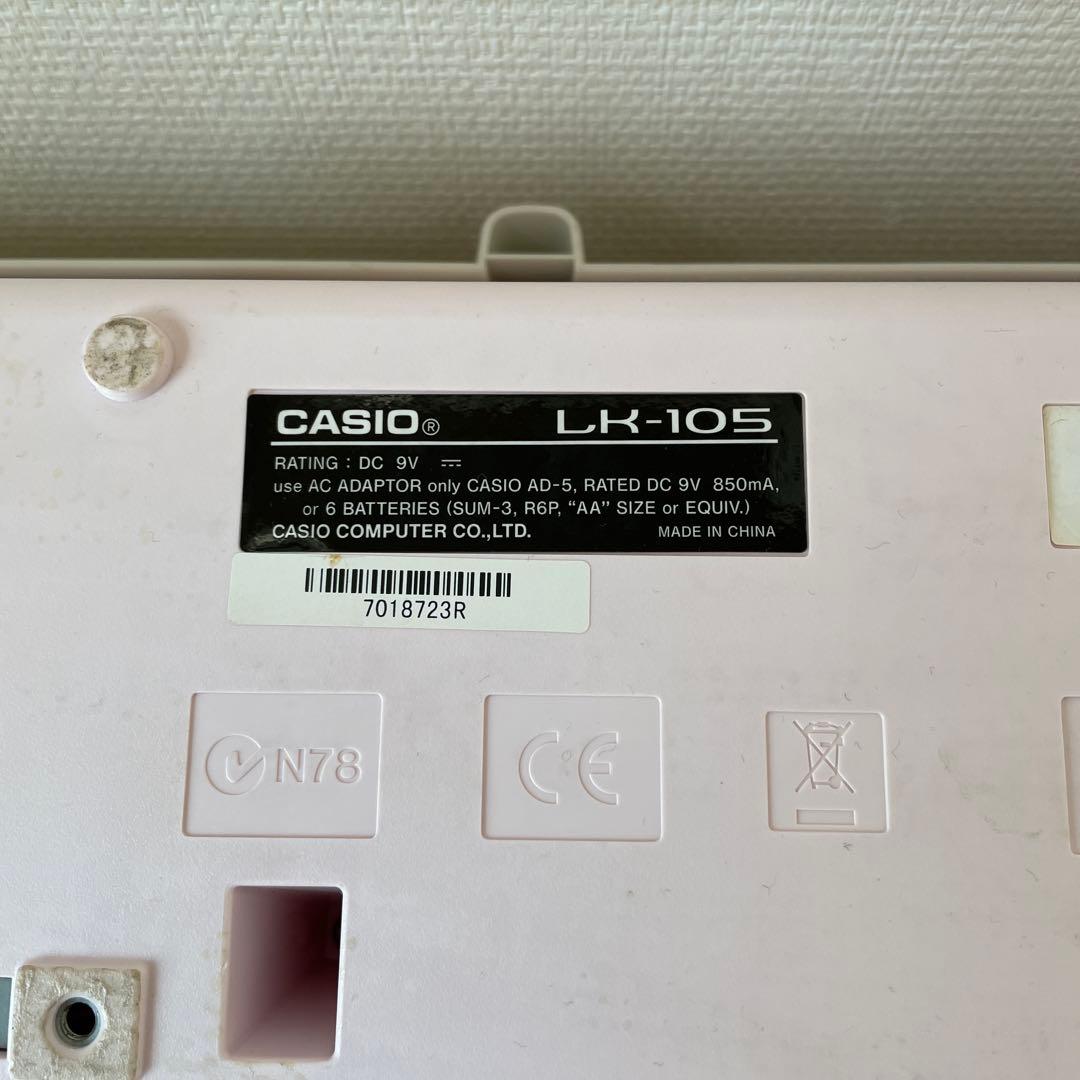 CASIO® LK-105
RATING : DC 9V
use AC ADAPTOR only CASIO AD-5, RATED DC 9V 850mA,
or 6 BATTERIES (SUM-3, R6P, “AA” SIZE or EQUIV.)
CASIO COMPUTER CO.,LTD. MADE IN CHINA
7018723R
N78 CE